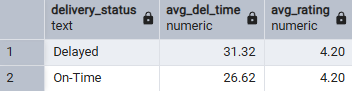 delivery_status avg_del_time avg_rating
text numeric numeric
1 Delayed 31.32 4.20
2 On-Time 26.62 4.20